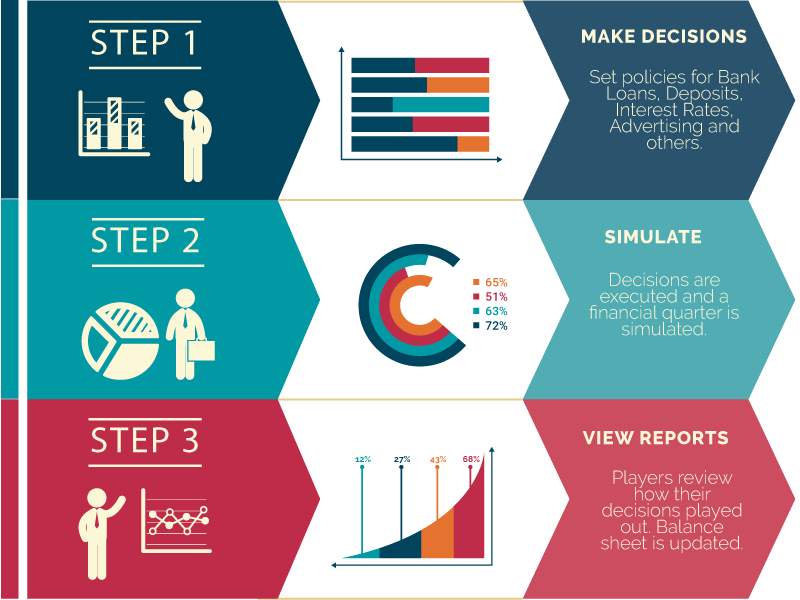 STEP 1
MAKE DECISIONS
Set policies for Bank
Loans, Deposits,
Interest Rates,
Advertising and
others.
STEP 2
65%
51%
63%
72%
SIMULATE
Decisions are
executed and a
financial quarter is
simulated.
STEP 3
12% 27% 43% 68%
VIEW REPORTS
Players review
how their
decisions played
out. Balance
sheet is updated.